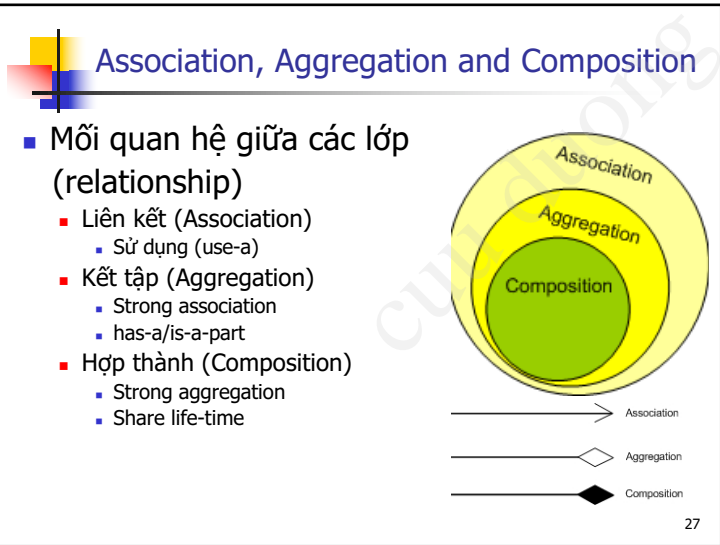 Association, Aggregation and Composition
Mối quan hệ giữa các lớp
(relationship)
Liên kết (Association)
Sử dụng (use-a)
Kết tập (Aggregation)
Strong association
has-a/is-a-part
Hợp thành (Composition)
Strong aggregation
Share life-time
Association
Aggregation
Composition
Association
Aggregation
Composition
27
cuu duong